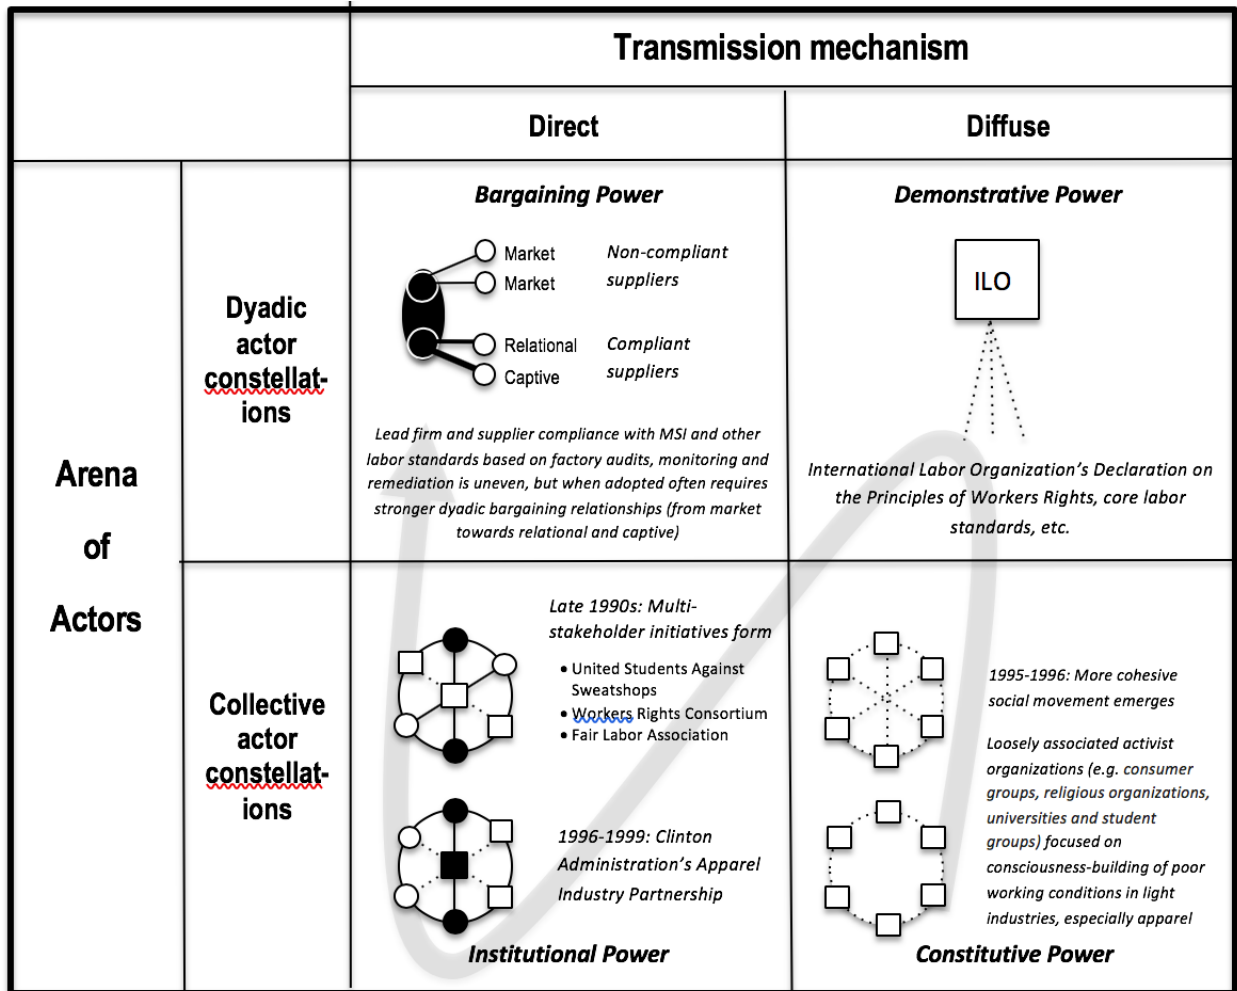 Transmission mechanism
Direct
Diffuse
Arena
of
Actors
Dyadic
actor
constellat-
ions
Bargaining Power
Market
Market
Non-compliant
suppliers
Relational
Captive
Compliant
suppliers
Lead firm and supplier compliance with MSI and other
labor standards based on factory audits, monitoring and
remediation is uneven, but when adopted often requires
stronger dyadic bargaining relationships (from market
towards relational and captive)
Demonstrative Power
ILO
International Labor Organization’s Declaration on
the Principles of Workers Rights, core labor
standards, etc.
Collective
actor
constellat-
ions
Late 1990s: Multi-
stakeholder initiatives form
• United Students Against
Sweatshops
• Workers Rights Consortium
• Fair Labor Association
1996-1999: Clinton
Administration’s Apparel
Industry Partnership
Institutional Power
1995-1996: More cohesive
social movement emerges
Loosely associated activist
organizations (e.g. consumer
groups, religious organizations,
universities and student
groups) focused on
consciousness-building of poor
working conditions in light
industries, especially apparel
Constitutive Power